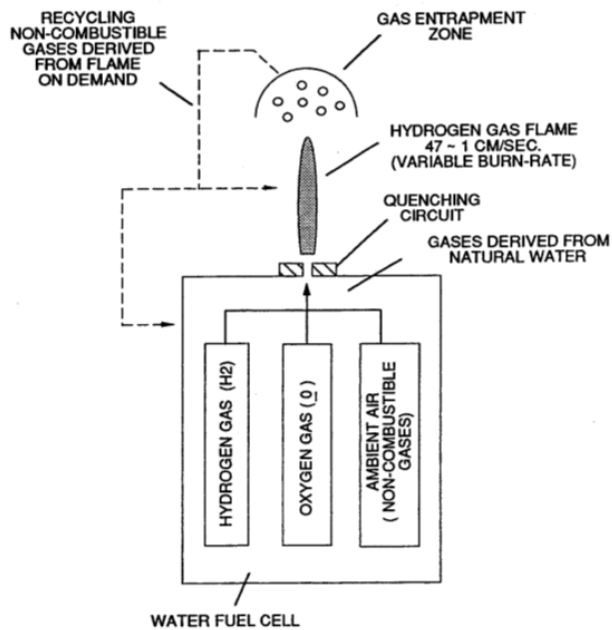 RECYCLING
NON-COMBUSTIBLE
GASES DERIVED
FROM FLAME
ON DEMAND
GAS ENTRAPMENT
ZONE
HYDROGEN GAS FLAME
47 ~ 1 CM/SEC.
(VARIABLE BURN-RATE)
QUENCHING
CIRCUIT
GASES DERIVED FROM
NATURAL WATER
HYDROGEN GAS (H2)
OXYGEN GAS (O)
AMBIENT AIR
( NON-COMBUSTIBLE
GASES)
WATER FUEL CELL